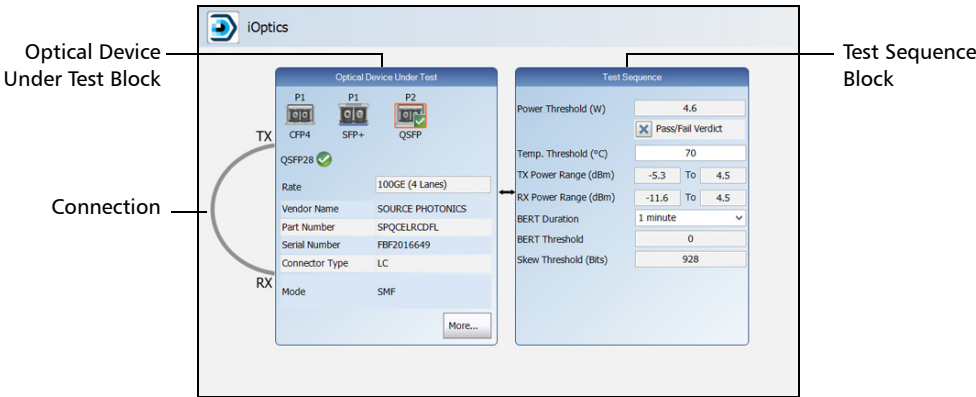 iOptics
Optical Device
Under Test Block
Test Sequence
Block
Connection
TX
RX
Optical Device Under Test
P1 P1 P2
CFP4 SFP+ QSFP
QSFP28
Rate 100GE (4 Lanes)
Vendor Name SOURCE PHOTONICS
Part Number SPQCELRCDFL
Serial Number FBF2016649
Connector Type LC
Mode SMF
More...
Test Sequence
Power Threshold (W) 4.6
Pass/Fail Verdict
Temp. Threshold (°C) 70
TX Power Range (dBm) -5.3 To 4.5
RX Power Range (dBm) -11.6 To 4.5
BERT Duration 1 minute
BERT Threshold 0
Skew Threshold (Bits) 928